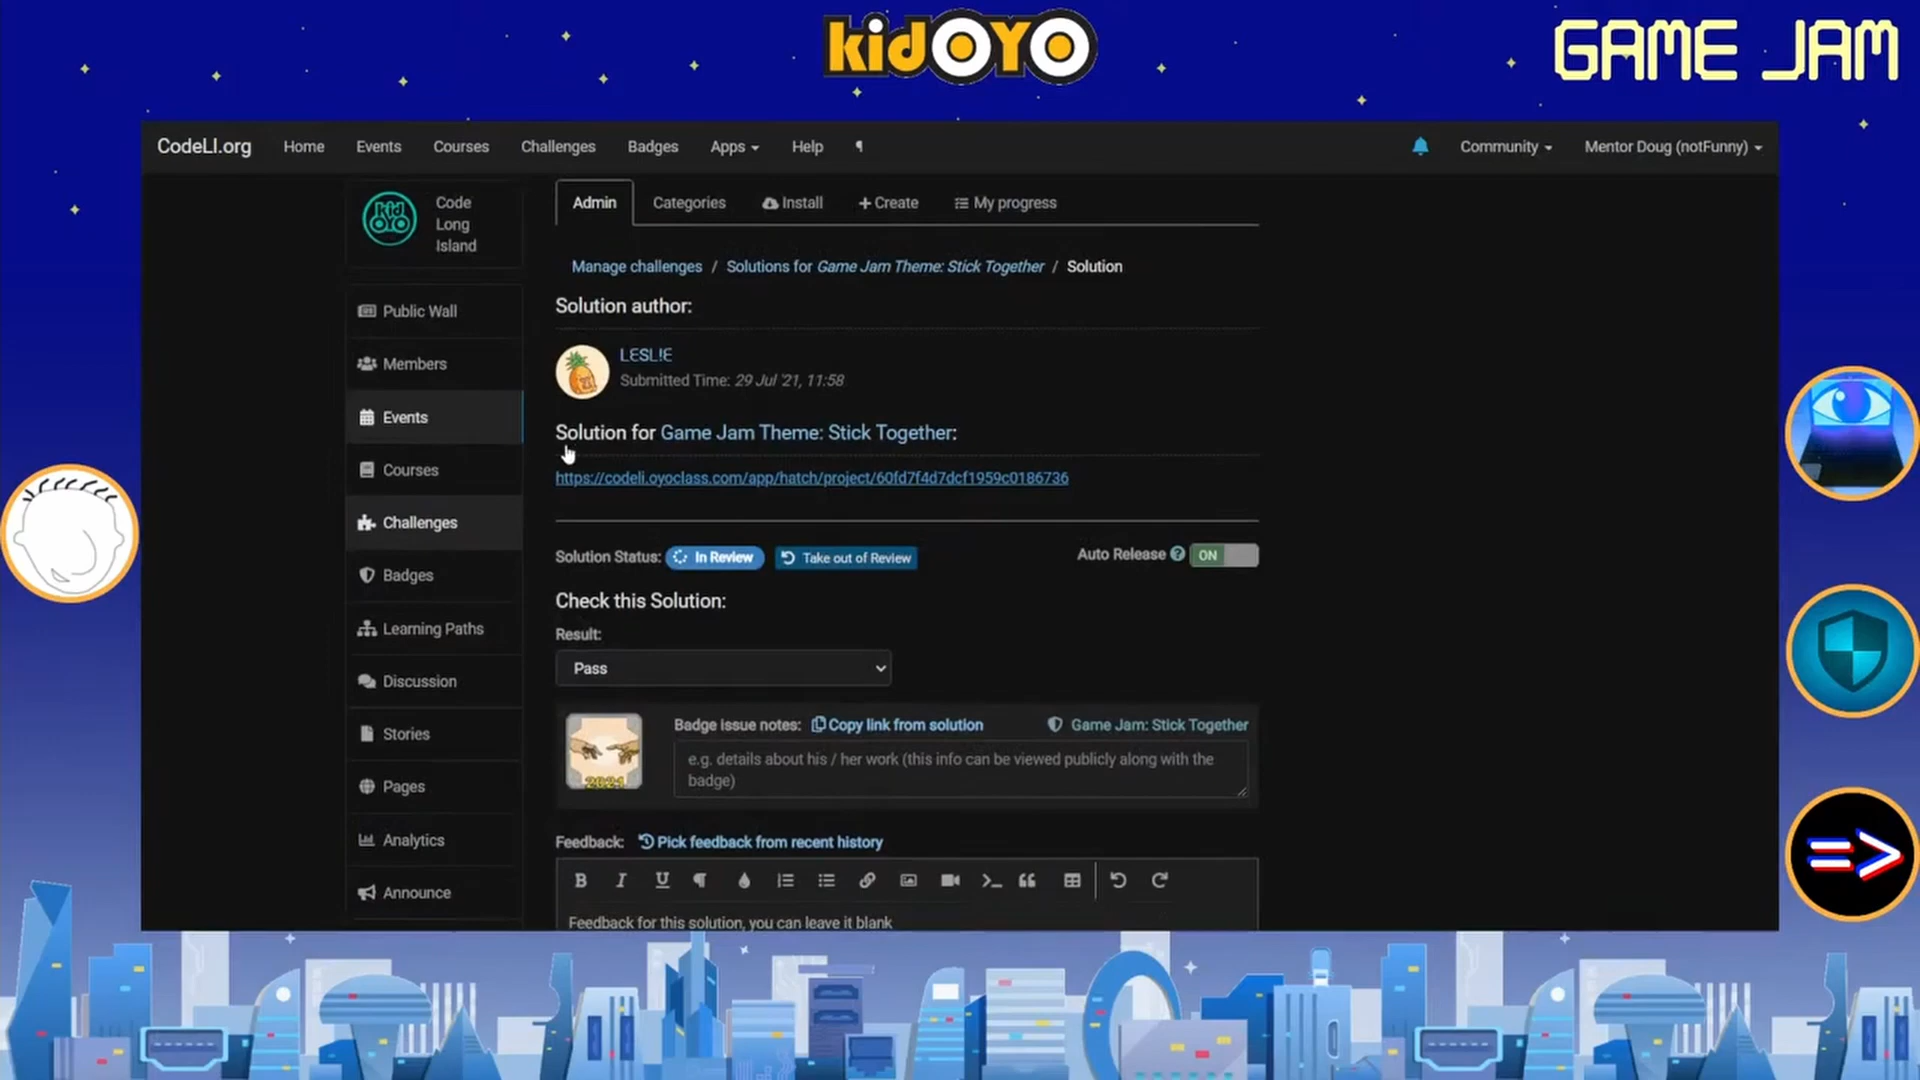 kidOYO
GAME JAM
CodeLI.org Home Events Courses Challenges Badges Apps Help ¶ Community Mentor Doug (notFunny)
Code
Long
Island
Admin Categories Install +Create My progress
Manage challenges / Solutions for Game Jam Theme: Stick Together / Solution
Solution author:
LESL!E
Submitted Time: 29 Jul '21, 11:58
Solution for Game Jam Theme: Stick Together:
https://codeli.oyoclass.com/app/hatch/project/60fd7f4d7dcf1959c0186736
Solution Status: In Review Take out of Review Auto Release ? ON
Check this Solution:
Result:
Pass
2021
Badge issue notes: Copy link from solution Game Jam: Stick Together
e.g. details about his / her work (this info can be viewed publicly along with the
badge)
Feedback: Pick feedback from recent history
B I U ¶
Feedback for this solution, you can leave it blank
Public Wall
Members
Events
Courses
Challenges
Badges
Learning Paths
Discussion
Stories
Pages
Analytics
Announce
=>